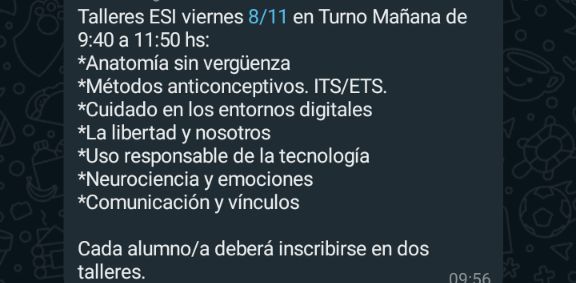 Talleres ESI viernes 8/11 en Turno Mañana de
9:40 a 11:50 hs:
*Anatomía sin vergüenza
*Métodos anticonceptivos. ITS/ETS.
*Cuidado en los entornos digitales
*La libertad y nosotros
*Uso responsable de la tecnología
*Neurociencia y emociones
*Comunicación y vínculos
Cada alumno/a deberá inscribirse en dos
talleres.
09:56